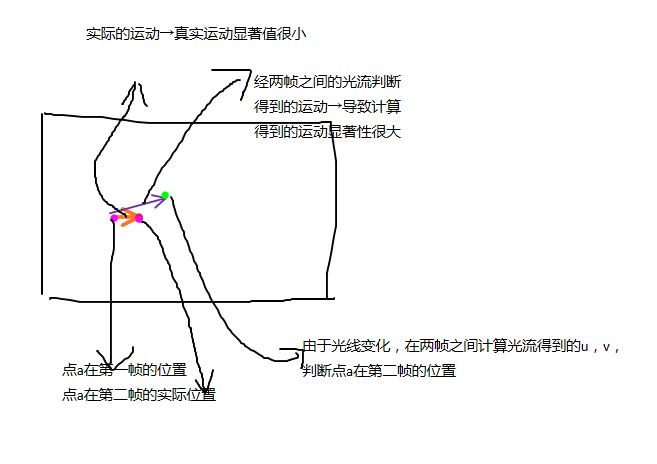 实际的运动→真实运动显著值很小
经两帧之间的光流判断
得到的运动→导致计算
得到的运动显著性很大
由于光线变化，在两帧之间计算光流得到的u，v，
判断点a在第二帧的位置
点a在第一帧的位置
点a在第二帧的实际位置